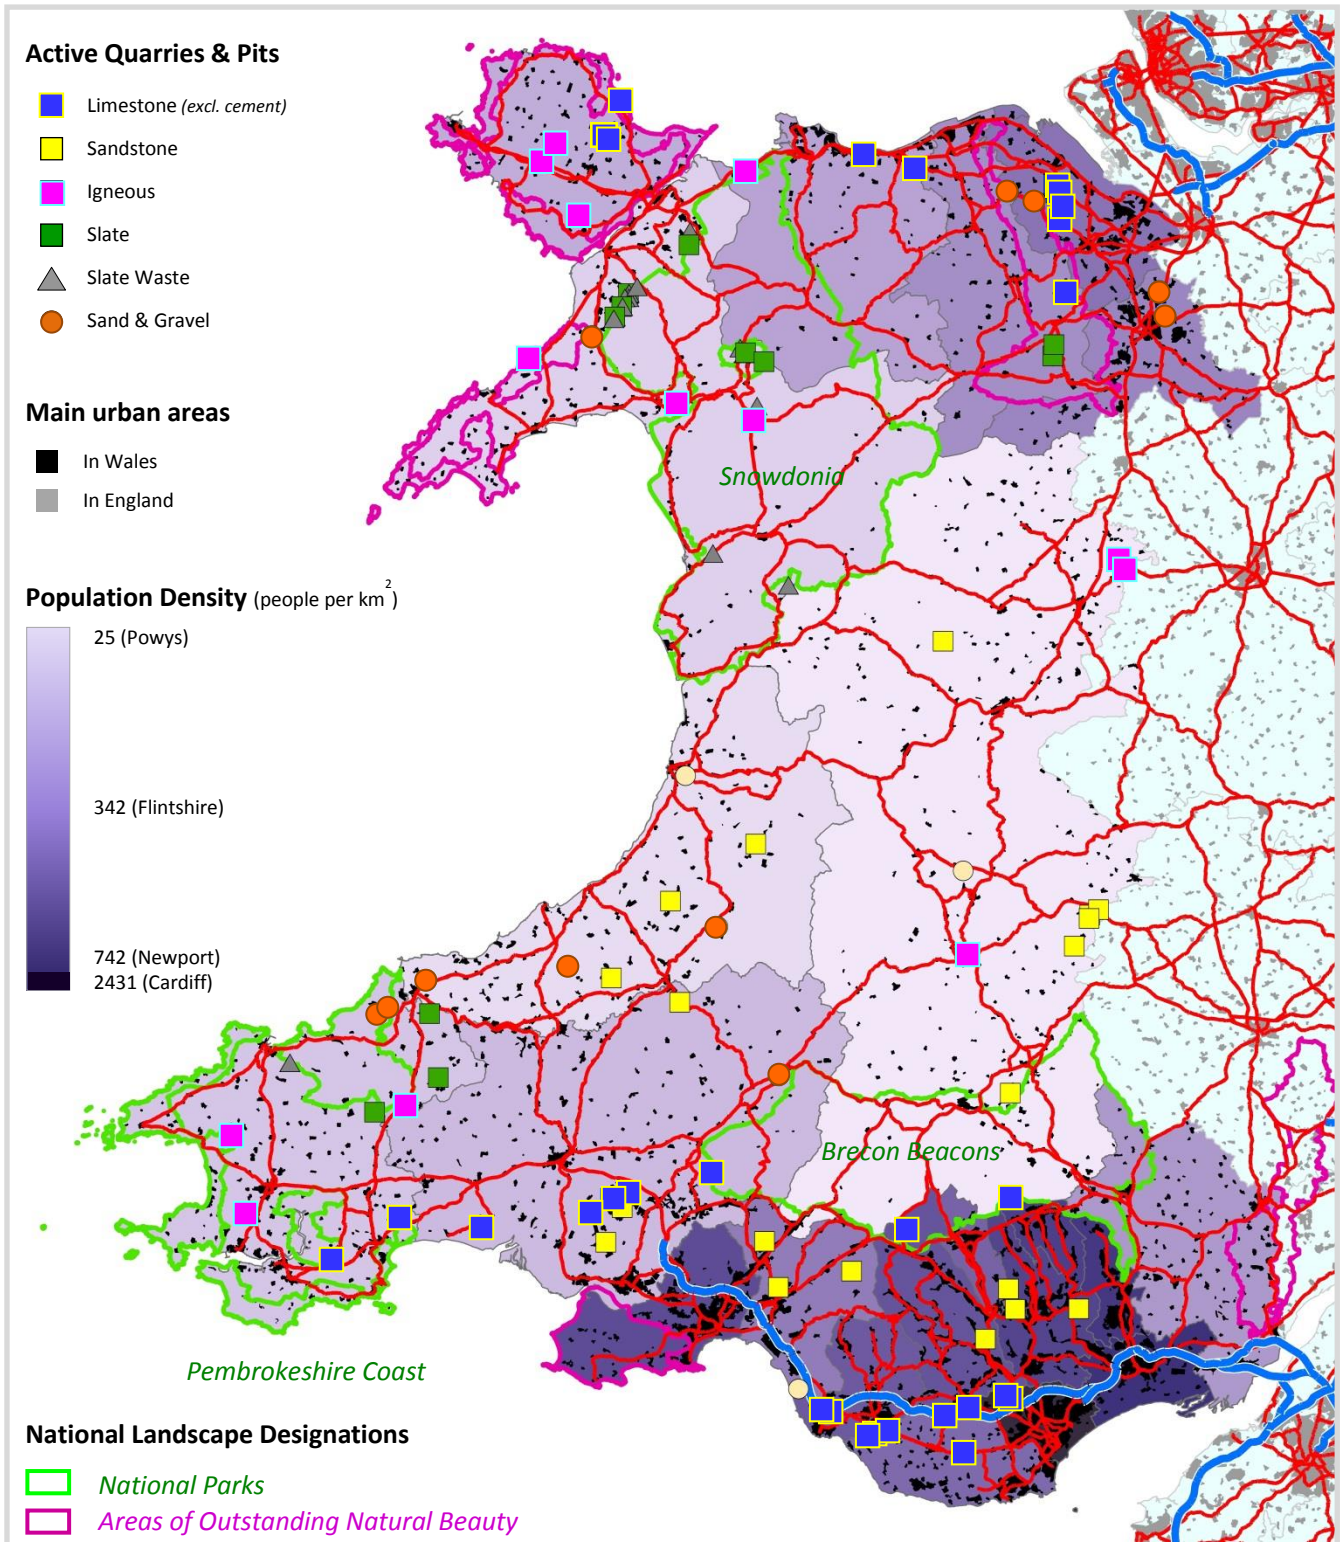 Active Quarries & Pits
Limestone (excl. cement)
Sandstone
Igneous
Slate
Slate Waste
Sand & Gravel
Main urban areas
In Wales
In England
Population Density (people per km2)
25 (Powys)
342 (Flintshire)
742 (Newport)
2431 (Cardiff)
Snowdonia
Brecon Beacons
Pembrokeshire Coast
National Landscape Designations
National Parks
Areas of Outstanding Natural Beauty